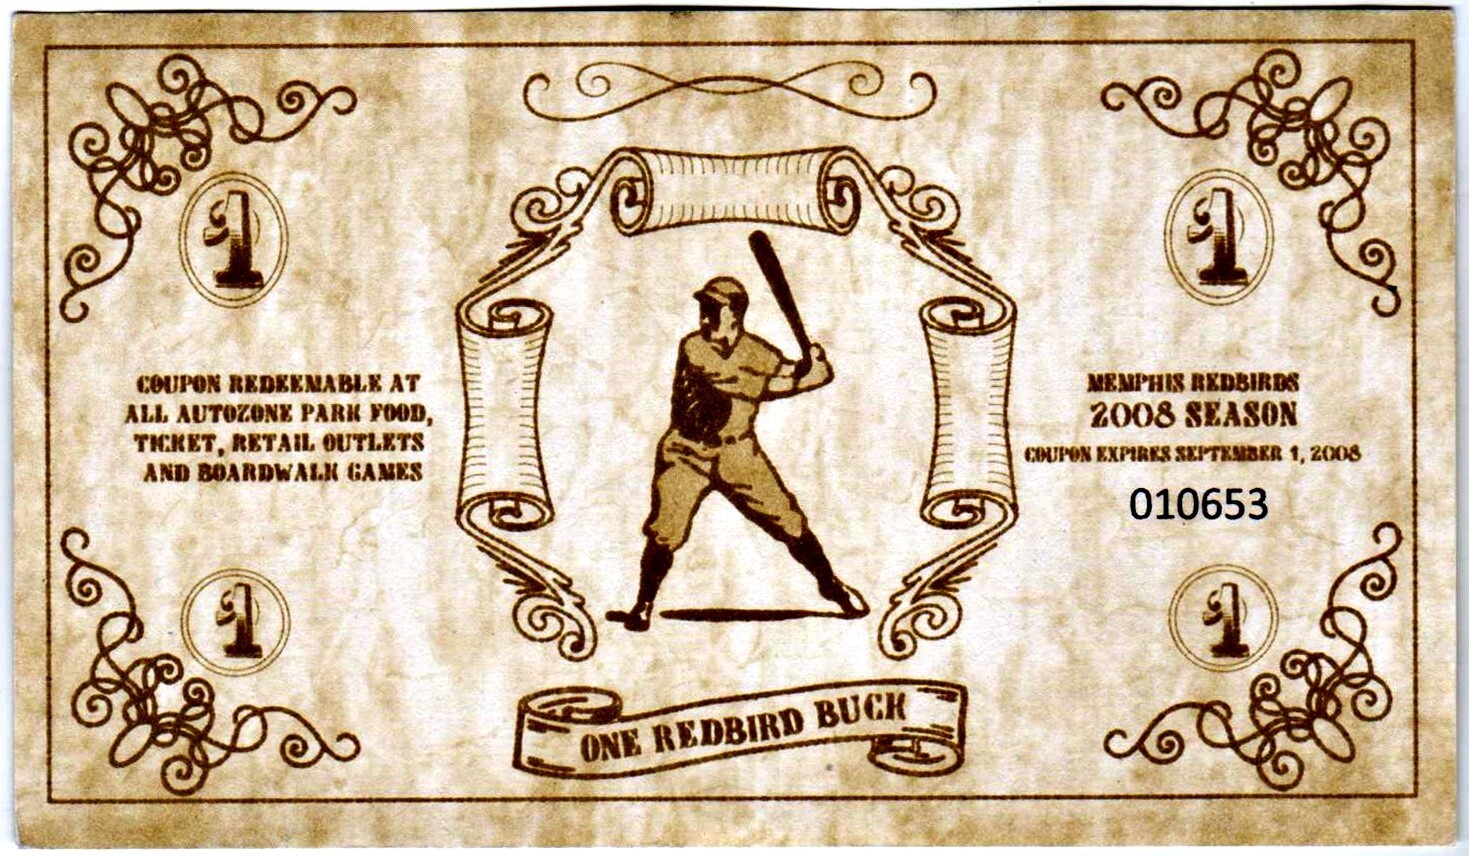 1
1
COUPON REDEEMABLE AT
ALL AUTOZONE PARK FOOD,
TICKET, RETAIL OUTLETS
AND BOARDWALK GAMES
MEMPHIS REDBIRDS
2008 SEASON
COUPON EXPIRES SEPTEMBER 1, 2008
010653
1
1
ONE REDBIRD BUCK